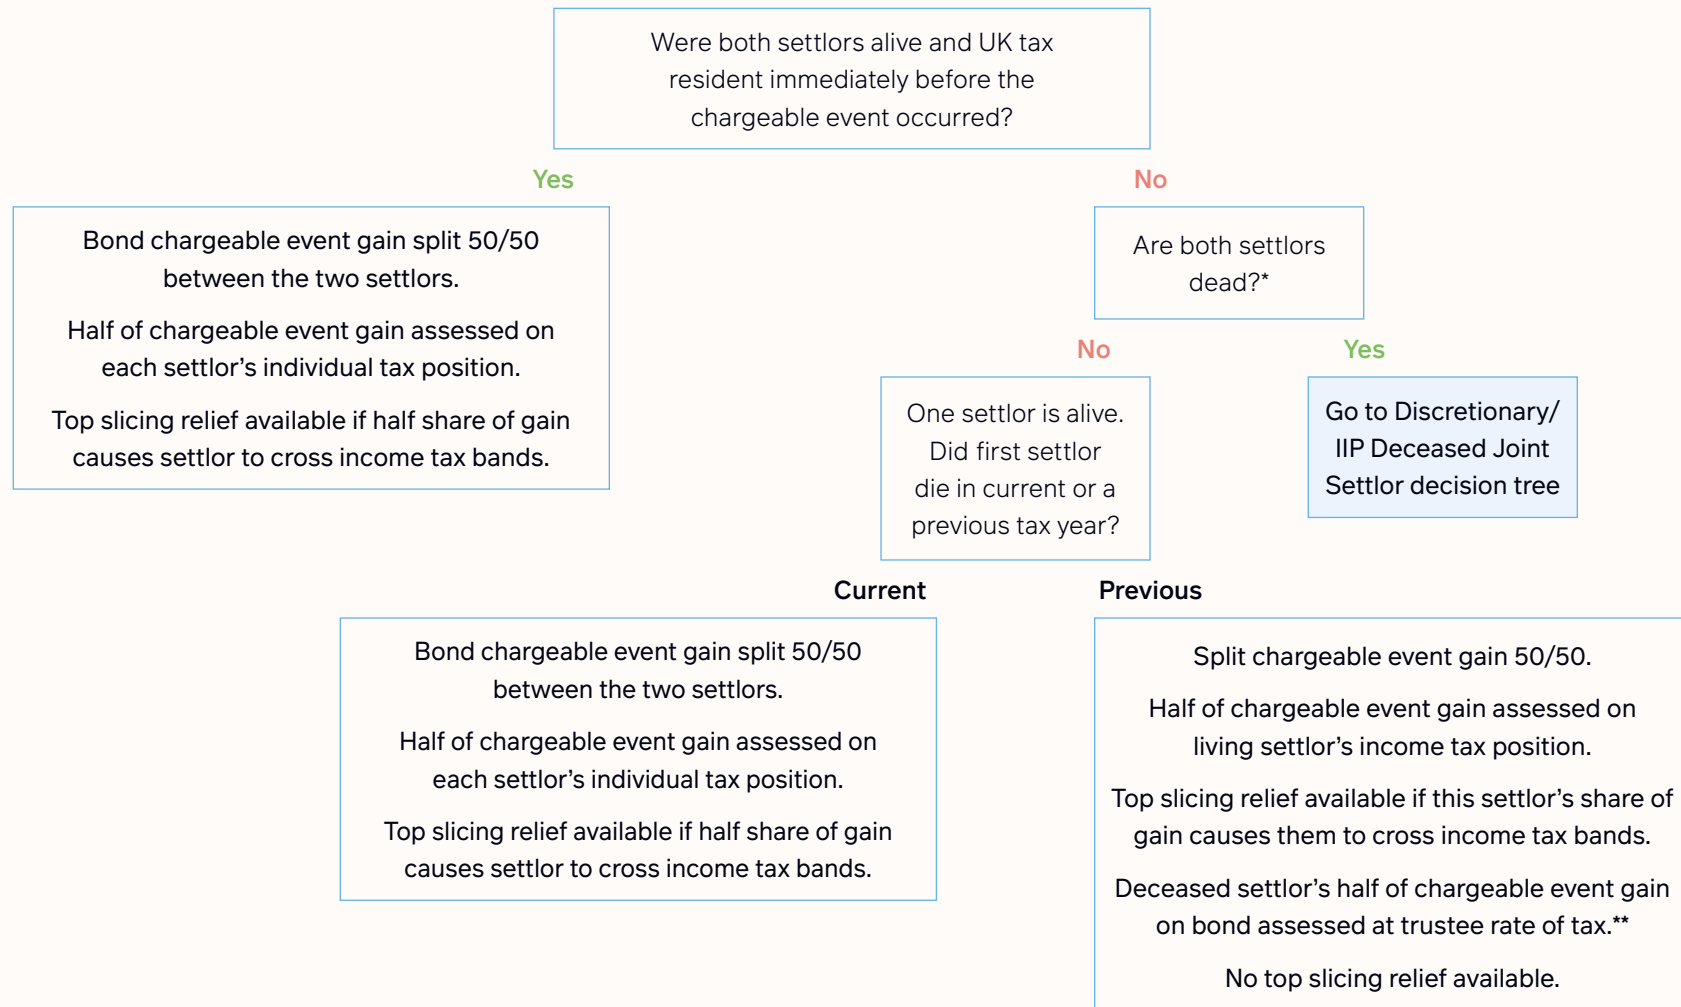 Were both settlors alive and UK tax
resident immediately before the
chargeable event occurred?
Yes
No
Bond chargeable event gain split 50/50
between the two settlors.
Half of chargeable event gain assessed on
each settlor’s individual tax position.
Top slicing relief available if half share of gain
causes settlor to cross income tax bands.
Are both settlors
dead?*
No
Yes
One settlor is alive.
Did first settlor
die in current or a
previous tax year?
Go to Discretionary/
IIP Deceased Joint
Settlor decision tree
Current
Previous
Bond chargeable event gain split 50/50
between the two settlors.
Half of chargeable event gain assessed on
each settlor’s individual tax position.
Top slicing relief available if half share of gain
causes settlor to cross income tax bands.
Split chargeable event gain 50/50.
Half of chargeable event gain assessed on
living settlor’s income tax position.
Top slicing relief available if this settlor’s share of
gain causes them to cross income tax bands.
Deceased settlor’s half of chargeable event gain
on bond assessed at trustee rate of tax.**
No top slicing relief available.